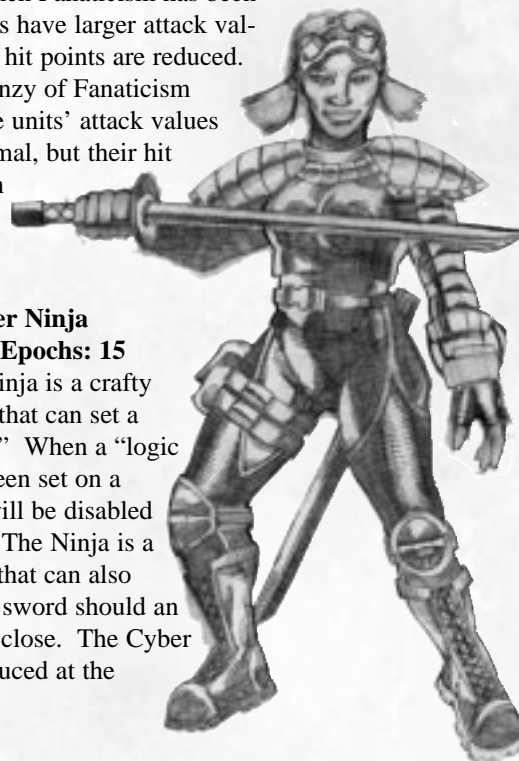 Fanaticism has been
s have larger attack val-
hit points are reduced.
nzy of Fanaticism
e units’ attack values
mal, but their hit
er Ninja
Epochs: 15
inja is a crafty
that can set a
” When a “logic
een set on a
will be disabled
The Ninja is a
that can also
sword should an
close. The Cyber
uced at the